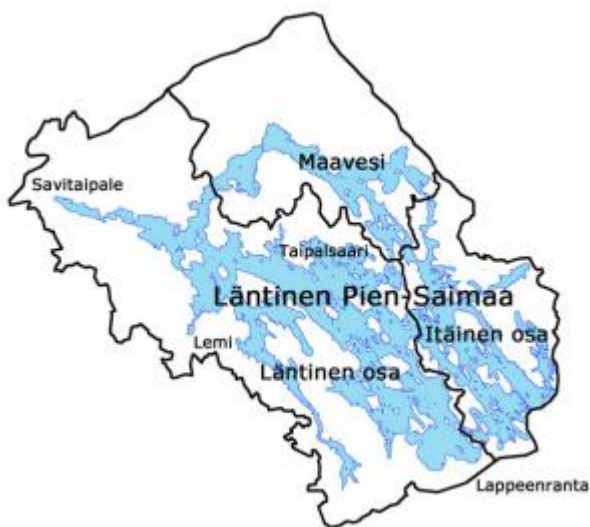 Maavesi
Savitaipale
Taipalsaari
Läntinen Pien-Saimaa
Itäinen osa
Lemi
Läntinen osa
Lappeenranta